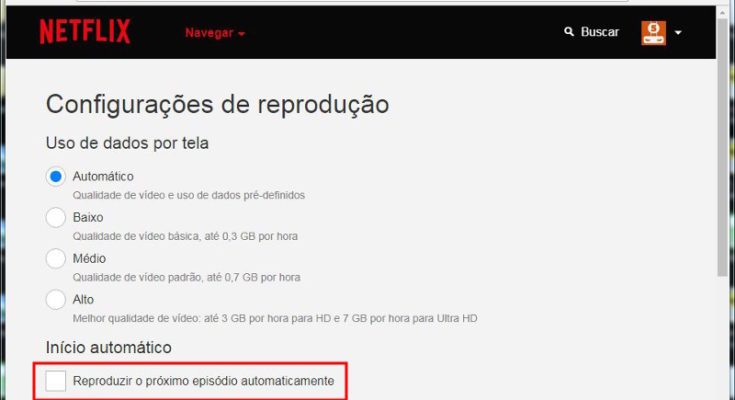 NETFLIX
Navegar
Buscar
Configurações de reprodução
Uso de dados por tela
Automático
Qualidade de vídeo e uso de dados pré-definidos
Baixo
Qualidade de vídeo básica, até 0,3 GB por hora
Médio
Qualidade de vídeo padrão, até 0,7 GB por hora
Alto
Melhor qualidade de vídeo: até 3 GB por hora para HD e 7 GB por hora para Ultra HD
Início automático
Reproduzir o próximo episódio automaticamente